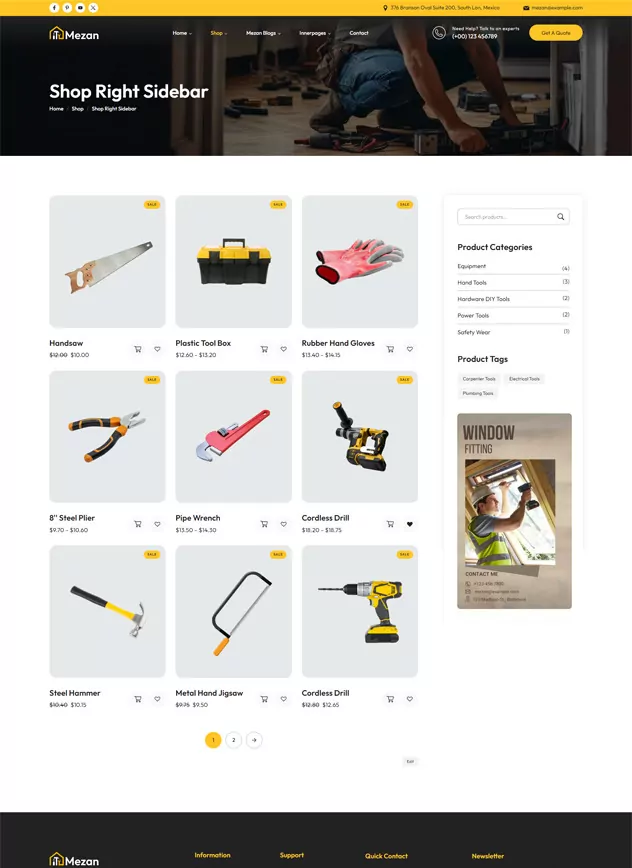 376 Branson Oval Suite 200, South Lan, Mexico
mezan@example.com
Mezan
Home
Shop
Mezan Blogs
Innerpages
Contact
Need Help? Talk to an experts
(+00) 123 456789
Get A Quote
Shop Right Sidebar
Home / Shop / Shop Right Sidebar
SALE
SALE
SALE
Handsaw
$12.00 $10.00
Plastic Tool Box
$12.60 - $13.20
Rubber Hand Gloves
$13.40 - $14.15
SALE
SALE
SALE
8" Steel Plier
$9.70 - $10.60
Pipe Wrench
$13.50 - $14.30
Cordless Drill
$18.20 - $18.75
SALE
SALE
SALE
Steel Hammer
$10.40 $10.15
Metal Hand Jigsaw
$9.75 $9.50
Cordless Drill
$12.80 $12.65
1 2
Edit
Search products...
Product Categories
Equipment (4)
Hand Tools (3)
Hardware DIY Tools (2)
Power Tools (2)
Safety Wear (1)
Product Tags
Carpenter Tools
Electrical Tools
Plumbing Tools
WINDOW
FITTING
CONTACT ME
Mezan
Information
Support
Quick Contact
Newsletter